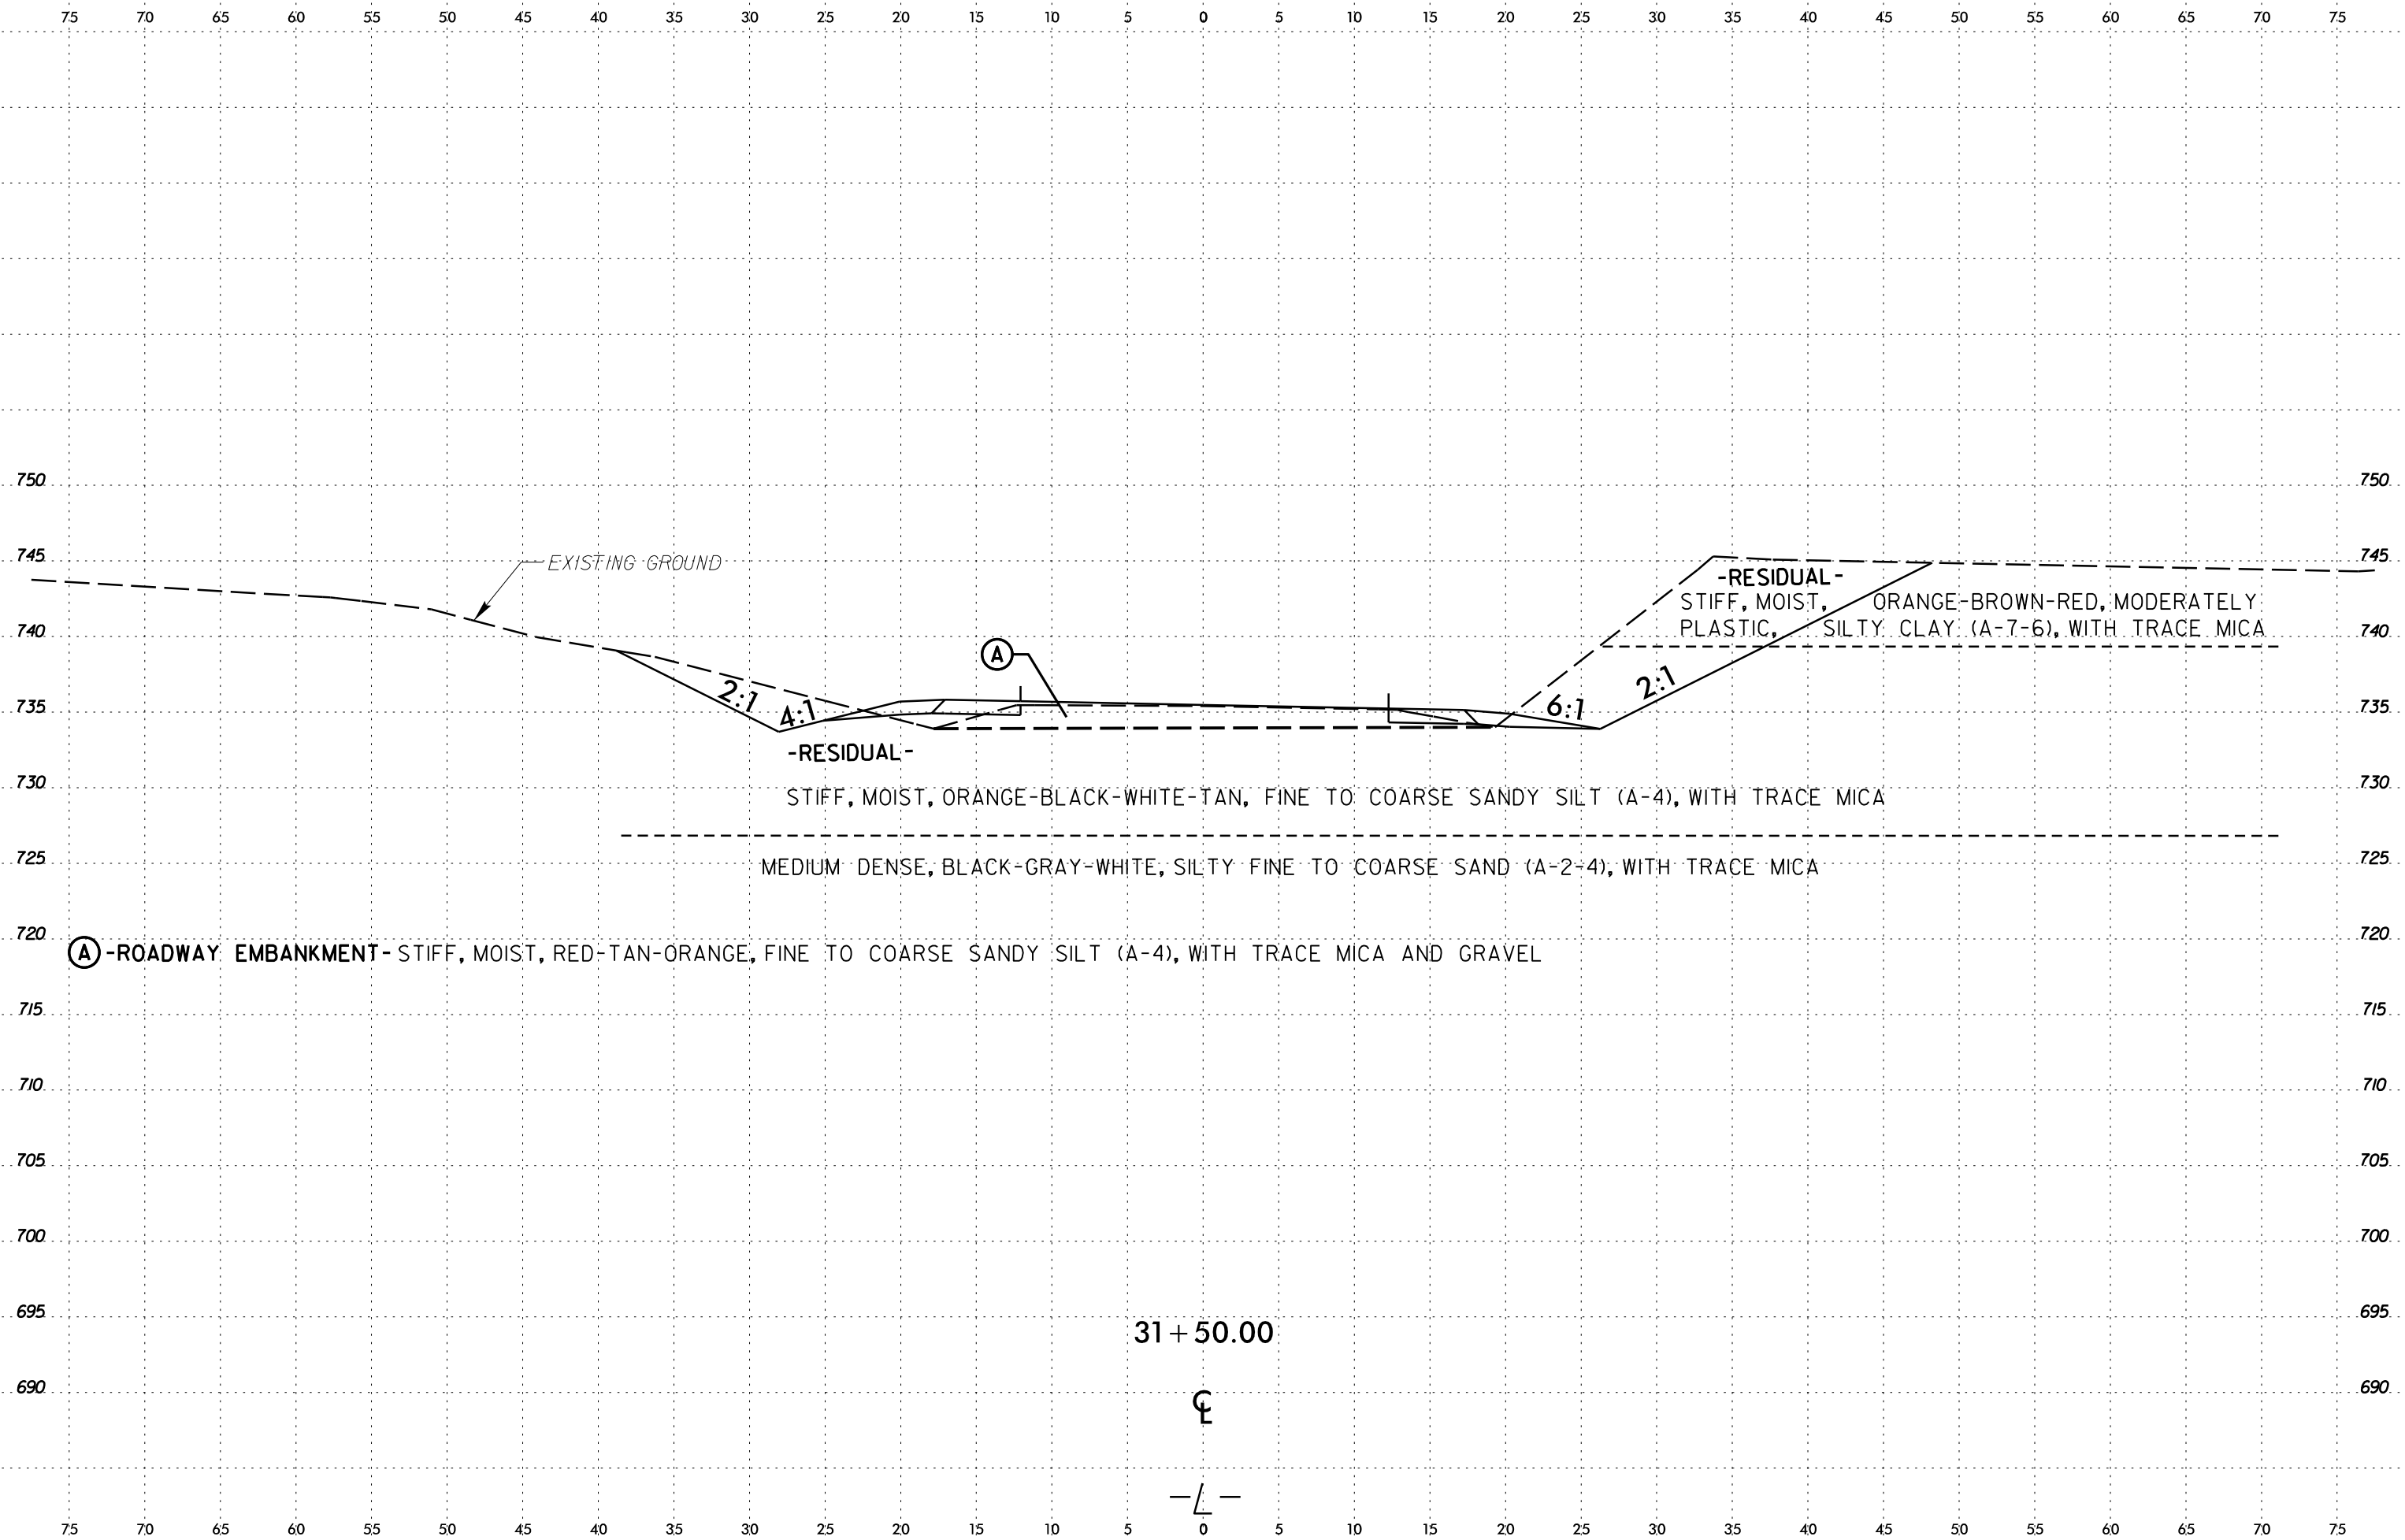 75 70 65 60 55 50 45 40 35 30 25 20 15 10 5 0 5 10 15 20 25 30 35 40 45 50 55 60 65 70 75
750 750
745 EXISTING GROUND 745
-RESIDUAL-
STIFF, MOIST, ORANGE-BROWN-RED, MODERATELY
PLASTIC, SILTY CLAY (A-7-6), WITH TRACE MICA
740 740
A
2:1 4:1 6:1 2:1
735 735
-RESIDUAL-
730 730
STIFF, MOIST, ORANGE-BLACK-WHITE-TAN, FINE TO COARSE SANDY SILT (A-4), WITH TRACE MICA
725 725
MEDIUM DENSE, BLACK-GRAY-WHITE, SILTY FINE TO COARSE SAND (A-2-4), WITH TRACE MICA
720 720
A -ROADWAY EMBANKMENT- STIFF, MOIST, RED-TAN-ORANGE, FINE TO COARSE SANDY SILT (A-4), WITH TRACE MICA AND GRAVEL
715 715
710 710
705 705
700 700
695 695
31+50.00
690 690
℄
-L-
75 70 65 60 55 50 45 40 35 30 25 20 15 10 5 0 5 10 15 20 25 30 35 40 45 50 55 60 65 70 75